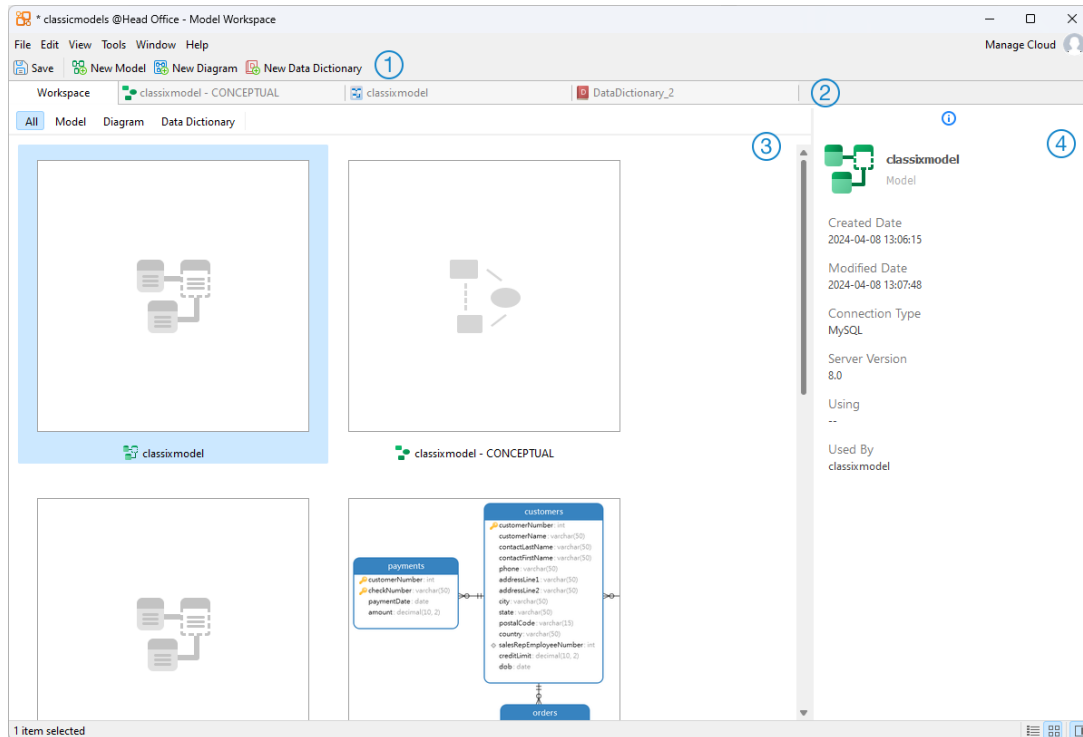 * classicmodels @Head Office - Model Workspace
File Edit View Tools Window Help
Manage Cloud
Save New Model New Diagram New Data Dictionary
1
Workspace classixmodel - CONCEPTUAL classixmodel DataDictionary_2
2
All Model Diagram Data Dictionary
3
4
classixmodel
Model
Created Date
2024-04-08 13:06:15
Modified Date
2024-04-08 13:07:48
Connection Type
MySQL
Server Version
8.0
Using
--
Used By
classixmodel
classixmodel
classixmodel - CONCEPTUAL
payments
customerNumber: int
checkNumber: varchar(50)
paymentDate: date
amount: decimal(10, 2)
customers
customerNumber: int
customerName: varchar(50)
contactLastName: varchar(50)
contactFirstName: varchar(50)
phone: varchar(50)
addressLine1: varchar(50)
addressLine2: varchar(50)
city: varchar(50)
state: varchar(50)
postalCode: varchar(15)
country: varchar(50)
salesRepEmployeeNumber: int
creditLimit: decimal(10, 2)
dob: date
orders
1 item selected